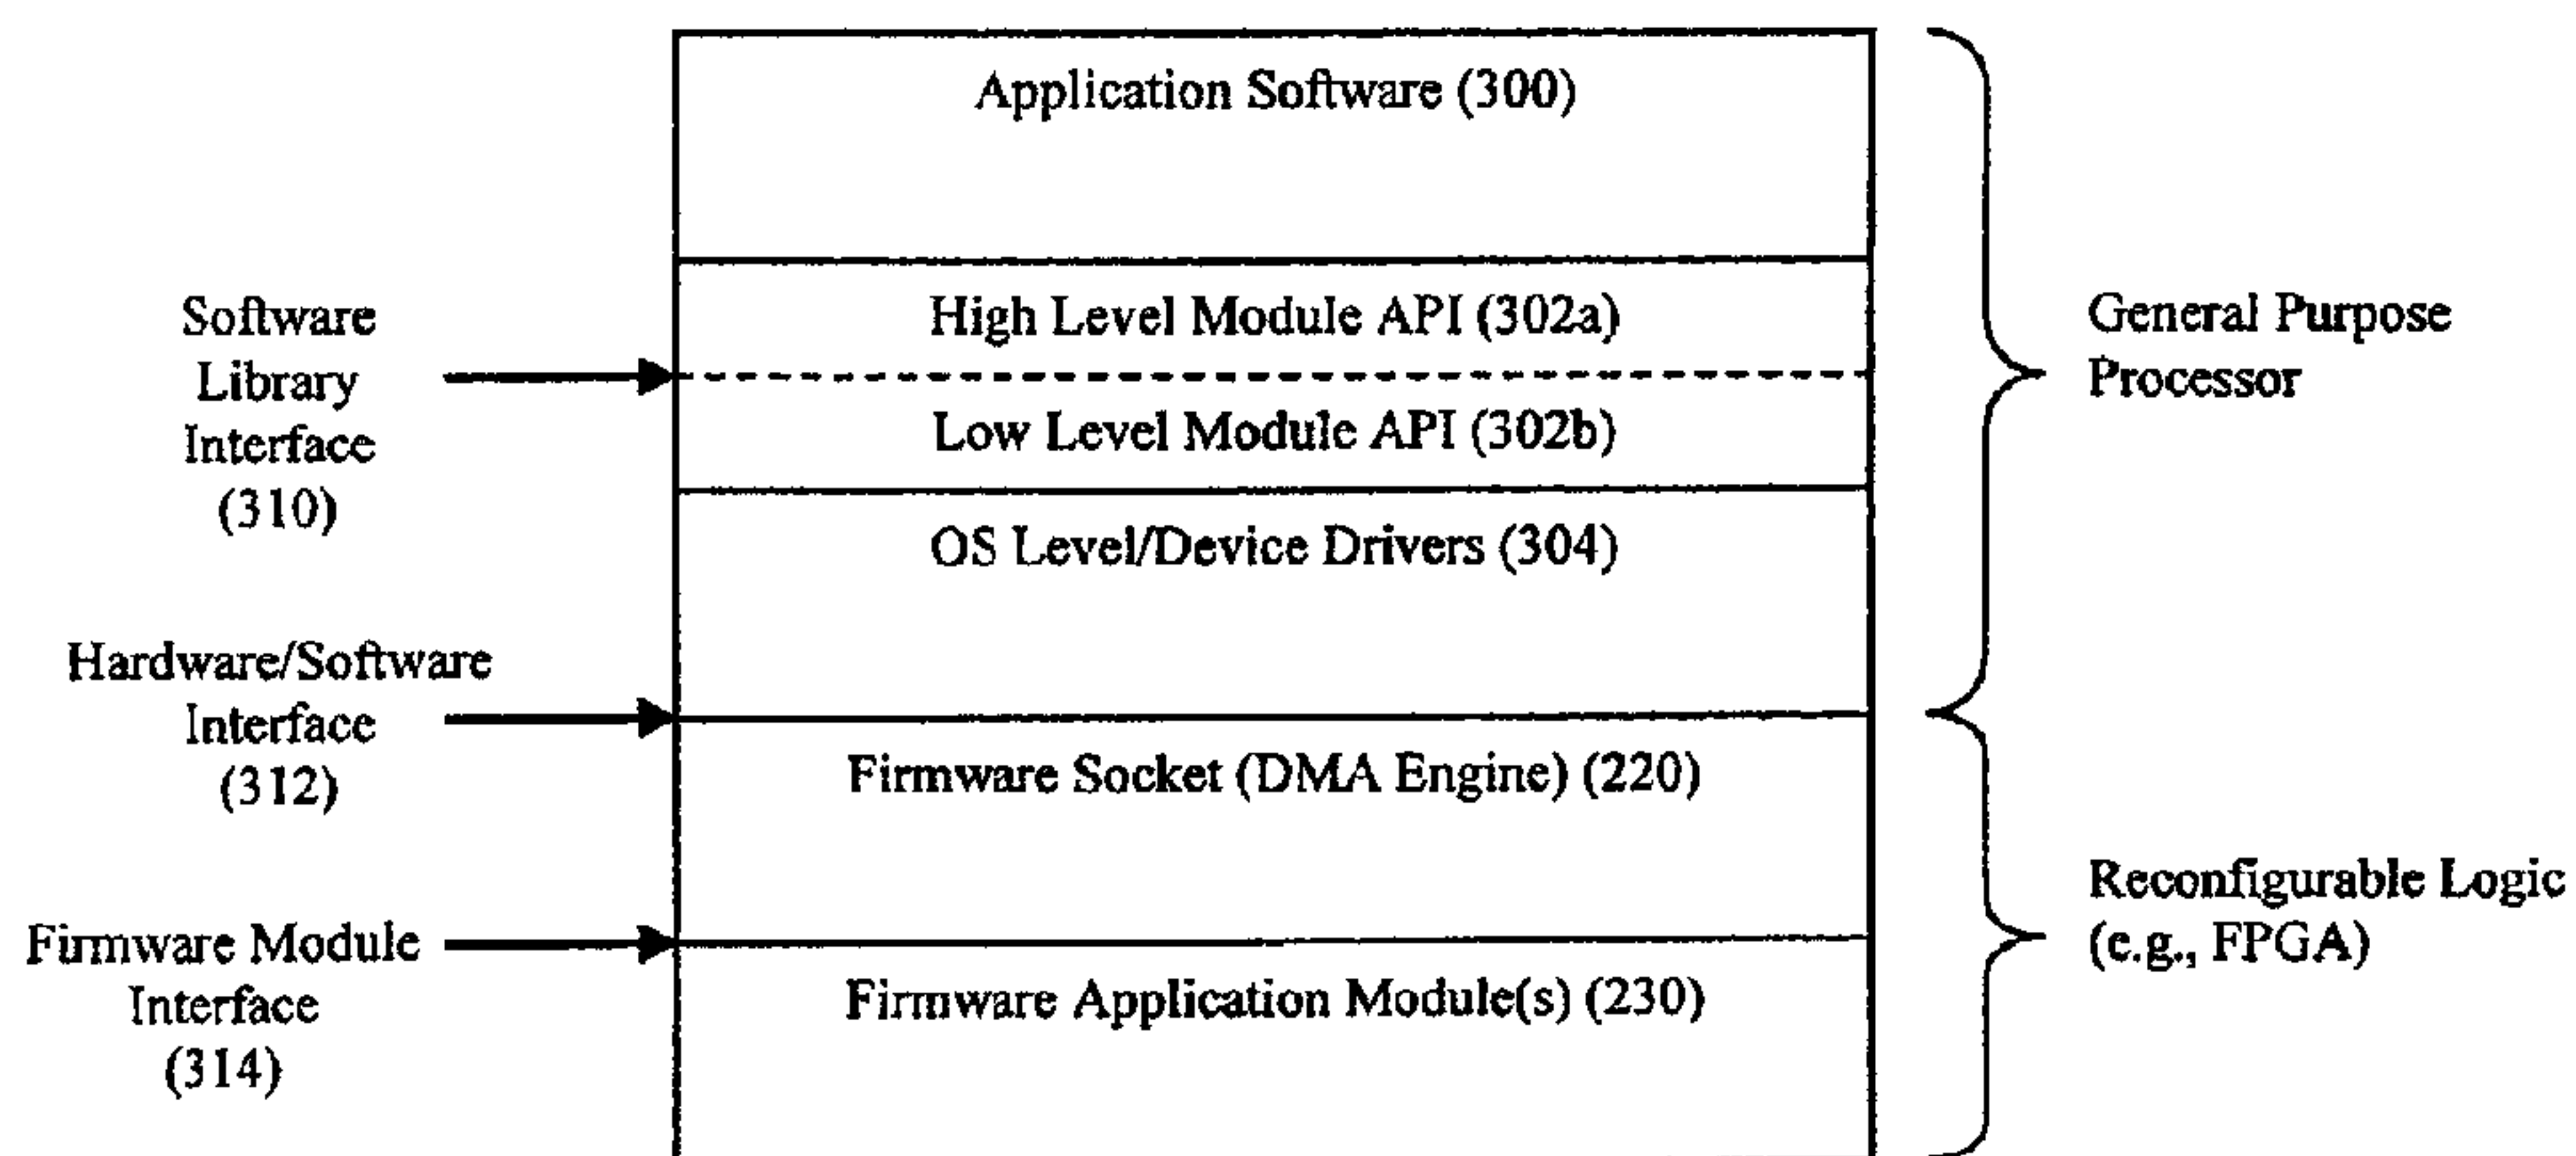 Application Software (300)
Software
Library
Interface
(310)
High Level Module API (302a)
Low Level Module API (302b)
General Purpose
Processor
OS Level/Device Drivers (304)
Hardware/Software
Interface
(312)
Firmware Socket (DMA Engine) (220)
Reconfigurable Logic
(e.g., FPGA)
Firmware Module
Interface
(314)
Firmware Application Module(s) (230)